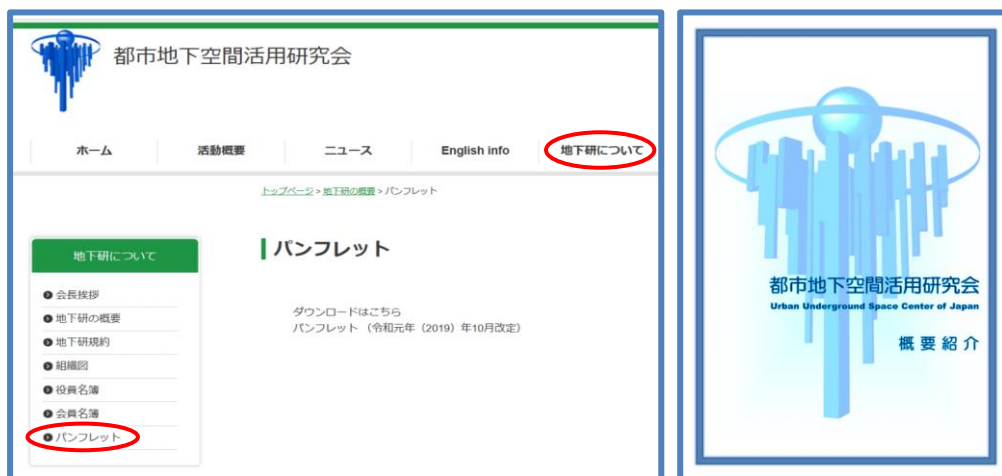 都市地下空間活用研究会
ホーム 活動概要 ニュース English info 地下研について
トップページ > 地下研の概要 > パンフレット
地下研について
会長挨拶
地下研の概要
地下研規約
組織図
役員名簿
会員名簿
パンフレット
パンフレット
ダウンロードはこちら
パンフレット (令和元年 (2019) 年10月改定)
都市地下空間活用研究会
Urban Underground Space Center of Japan
概要紹介